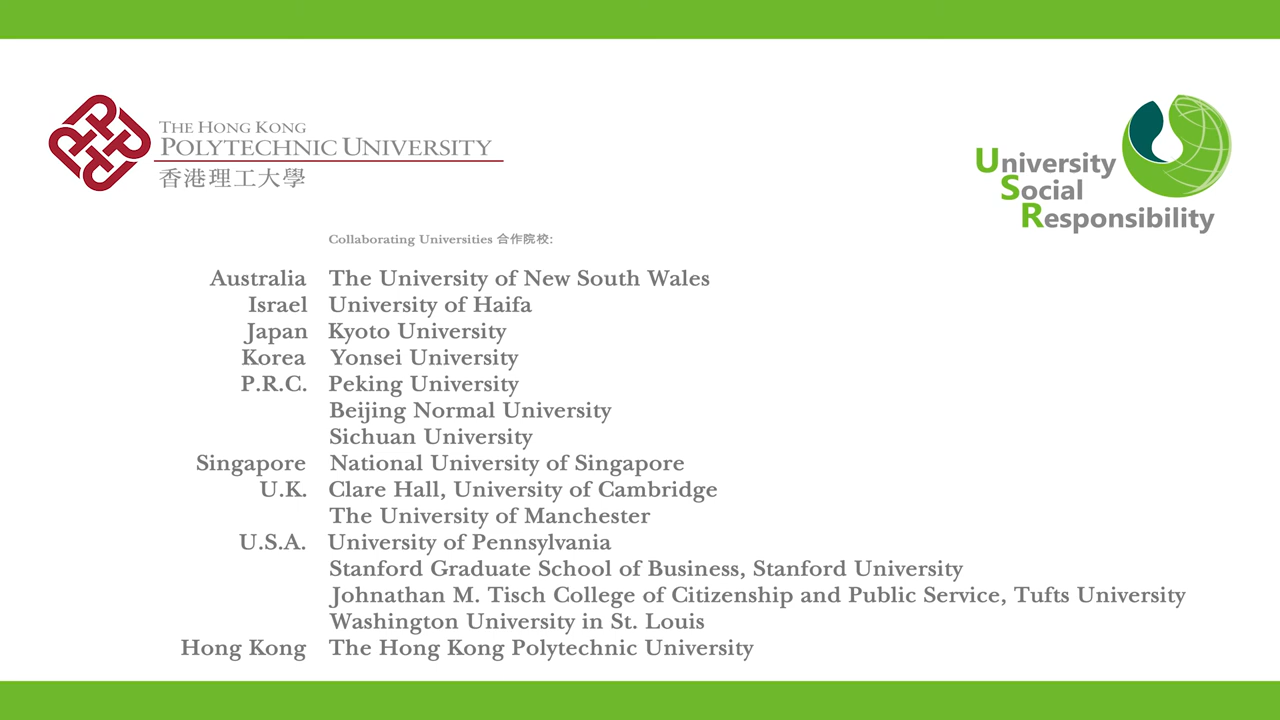 THE HONG KONG
POLYTECHNIC UNIVERSITY
香港理工大學
University
Social
Responsibility
Collaborating Universities 合作院校:
Australia The University of New South Wales
Israel University of Haifa
Japan Kyoto University
Korea Yonsei University
P.R.C. Peking University
Beijing Normal University
Sichuan University
Singapore National University of Singapore
U.K. Clare Hall, University of Cambridge
The University of Manchester
U.S.A. University of Pennsylvania
Stanford Graduate School of Business, Stanford University
Johnathan M. Tisch College of Citizenship and Public Service, Tufts University
Washington University in St. Louis
Hong Kong The Hong Kong Polytechnic University